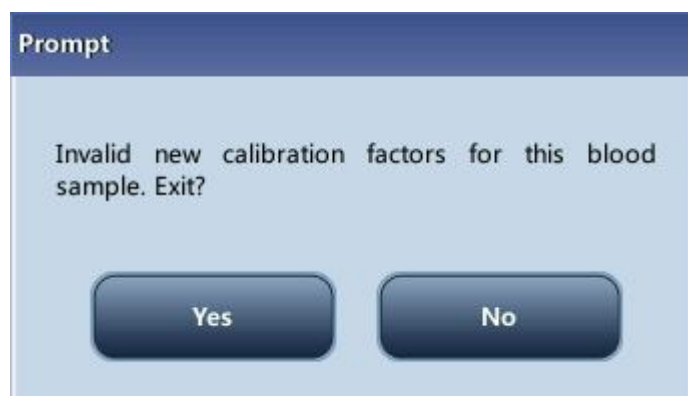 Prompt
Invalid new calibration factors for this blood
sample. Exit?
Yes
No